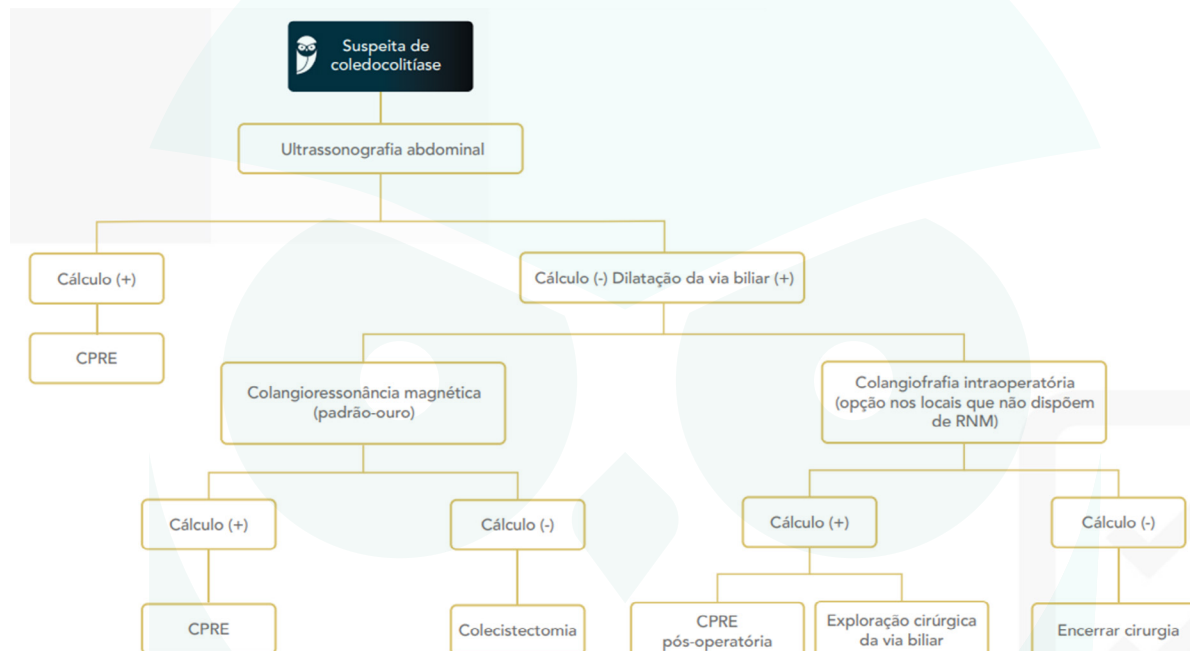 Suspeita de
coledocolitíase
Ultrassonografia abdominal
Cálculo (+)
Cálculo (-) Dilatação da via biliar (+)
CPRE
Colangioressonância magnética
(padrão-ouro)
Colangiofrafia intraoperatória
(opção nos locais que não dispõem
de RNM)
Cálculo (+)
Cálculo (-)
Cálculo (+)
Cálculo (-)
CPRE
Colecistectomia
CPRE
pós-operatória
Exploração cirúrgica
da via biliar
Encerrar cirurgia